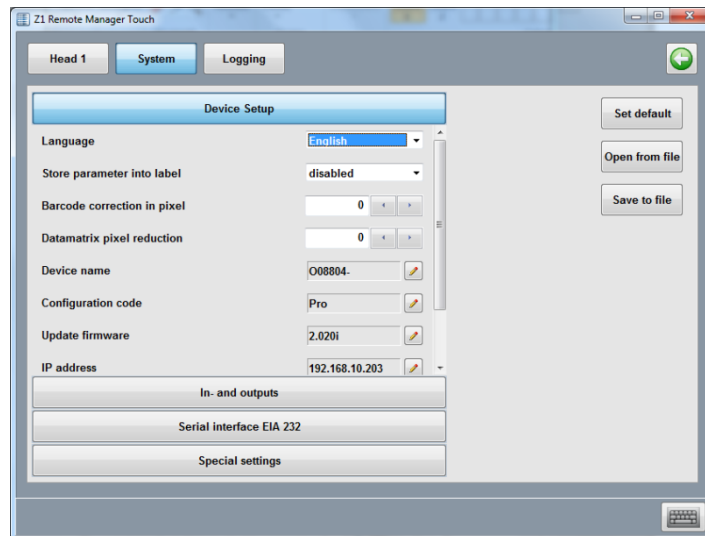 Z1 Remote Manager Touch
Head 1 System Logging
Device Setup
Set default
Language English
Open from file
Store parameter into label disabled
Save to file
Barcode correction in pixel 0
Datamatrix pixel reduction 0
Device name O08804-
Configuration code Pro
Update firmware 2.020i
IP address 192.168.10.203
In- and outputs
Serial interface EIA 232
Special settings